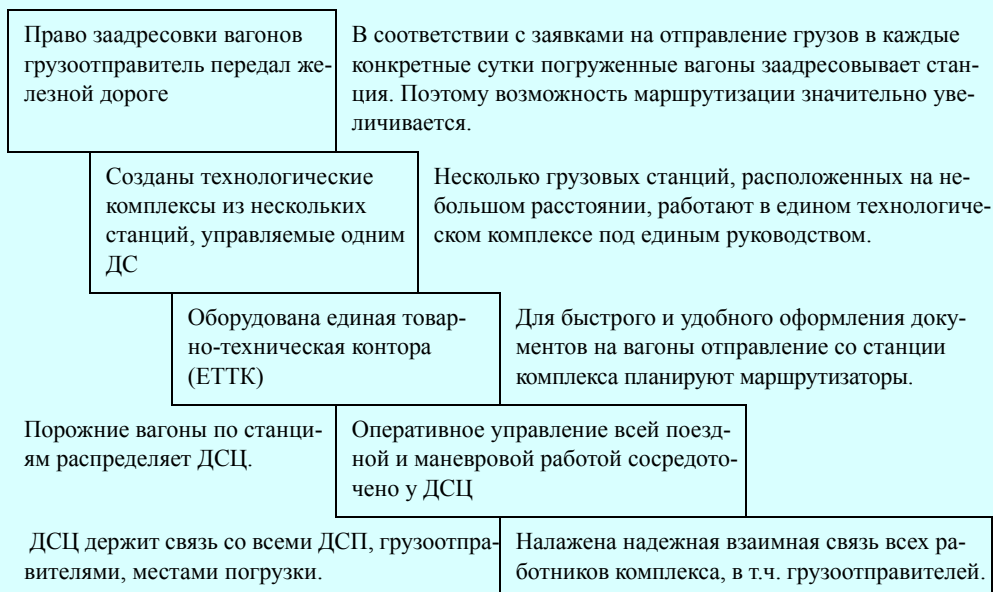 Право заадресовки вагонов
грузоотправитель передал же-
лезной дороге
В соответствии с заявками на отправление грузов в каждые
конкретные сутки погруженные вагоны заадресовывает стан-
ция. Поэтому возможность маршрутизации значительно уве-
личивается.
Созданы технологические
комплексы из нескольких
станций, управляемые одним
ДС
Несколько грузовых станций, расположенных на не-
большом расстоянии, работают в едином технологиче-
ском комплексе под единым руководством.
Оборудована единая товар-
но-техническая контора
(ЕТТК)
Для быстрого и удобного оформления доку-
ментов на вагоны отправление со станции
комплекса планируют маршрутизаторы.
Порожние вагоны по станци-
ям распределяет ДСЦ.
Оперативное управление всей поезд-
ной и маневровой работой сосредото-
чено у ДСЦ
ДСЦ держит связь со всеми ДСП, грузоотпра-
вителями, местами погрузки.
Налажена надежная взаимная связь всех ра-
ботников комплекса, в т.ч. грузоотправителей.